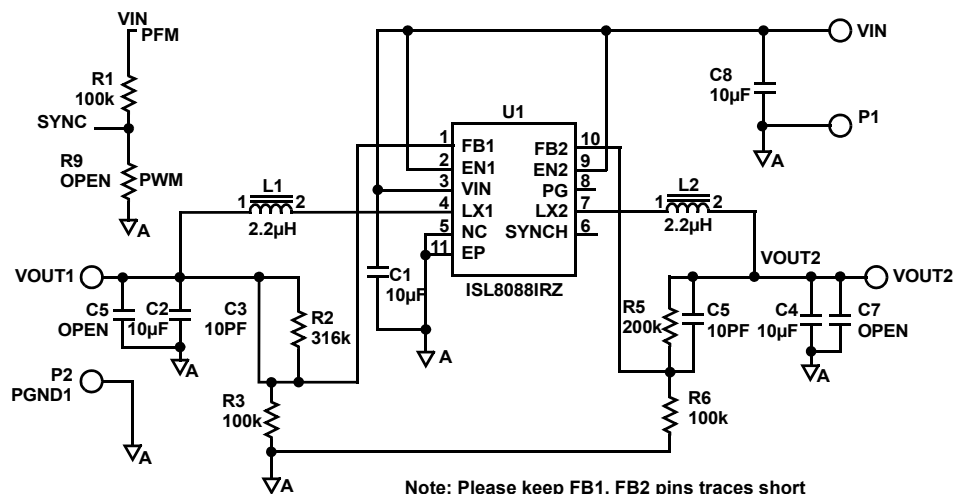 VIN
PFM
R1
100k
SYNC
R9
OPEN
PWM
A
VIN
C8
10µF
P1
A
U1
1 FB1
2 EN1
3 VIN
4 LX1
5 NC
11 EP
FB2 10
EN2 9
PG 8
LX2 7
SYNCH 6
ISL8088IRZ
L1
1 2
2.2µH
L2
1 2
2.2µH
VOUT1
C5
OPEN
C2
10µF
A
C3
10PF
R2
316k
C1
10µF
A
VOUT2
VOUT2
R5
200k
C5
10PF
C4
10µF
C7
OPEN
A
P2
PGND1
A
R3
100k
A
R6
100k
Note: Please keep FB1, FB2 pins traces short